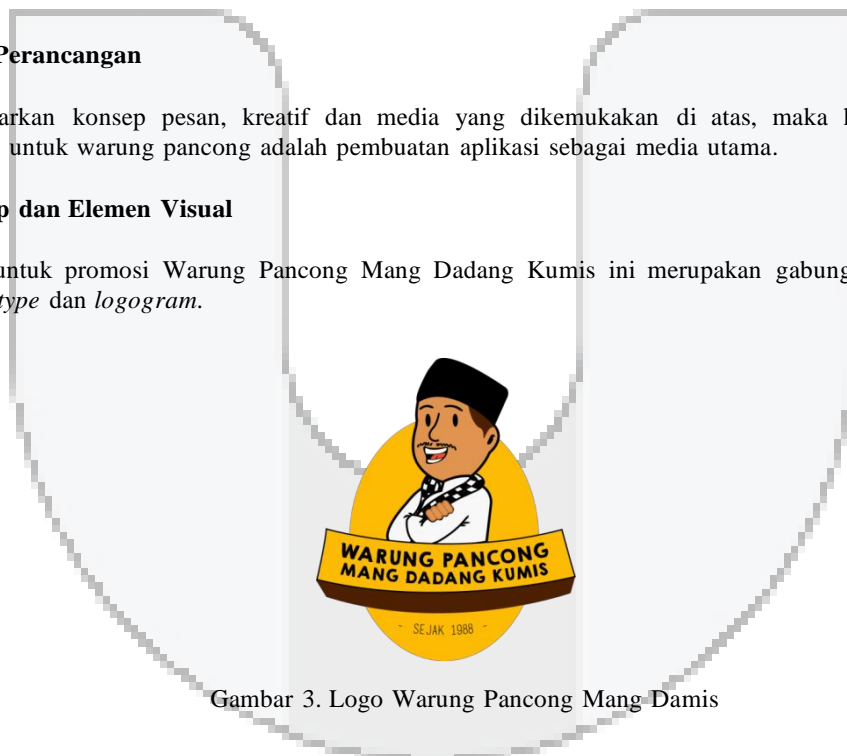 Perancangan
arkan konsep pesan, kreatif dan media yang dikemukakan di atas, maka
untuk warung pancong adalah pembuatan aplikasi sebagai media utama.
p dan Elemen Visual
untuk promosi Warung Pancong Mang Dadang Kumis ini merupakan gabung
type dan logogram.
WARUNG PANCONG
MANG DADANG KUMIS
- SEJAK 1988 -
Gambar 3. Logo Warung Pancong Mang Damis